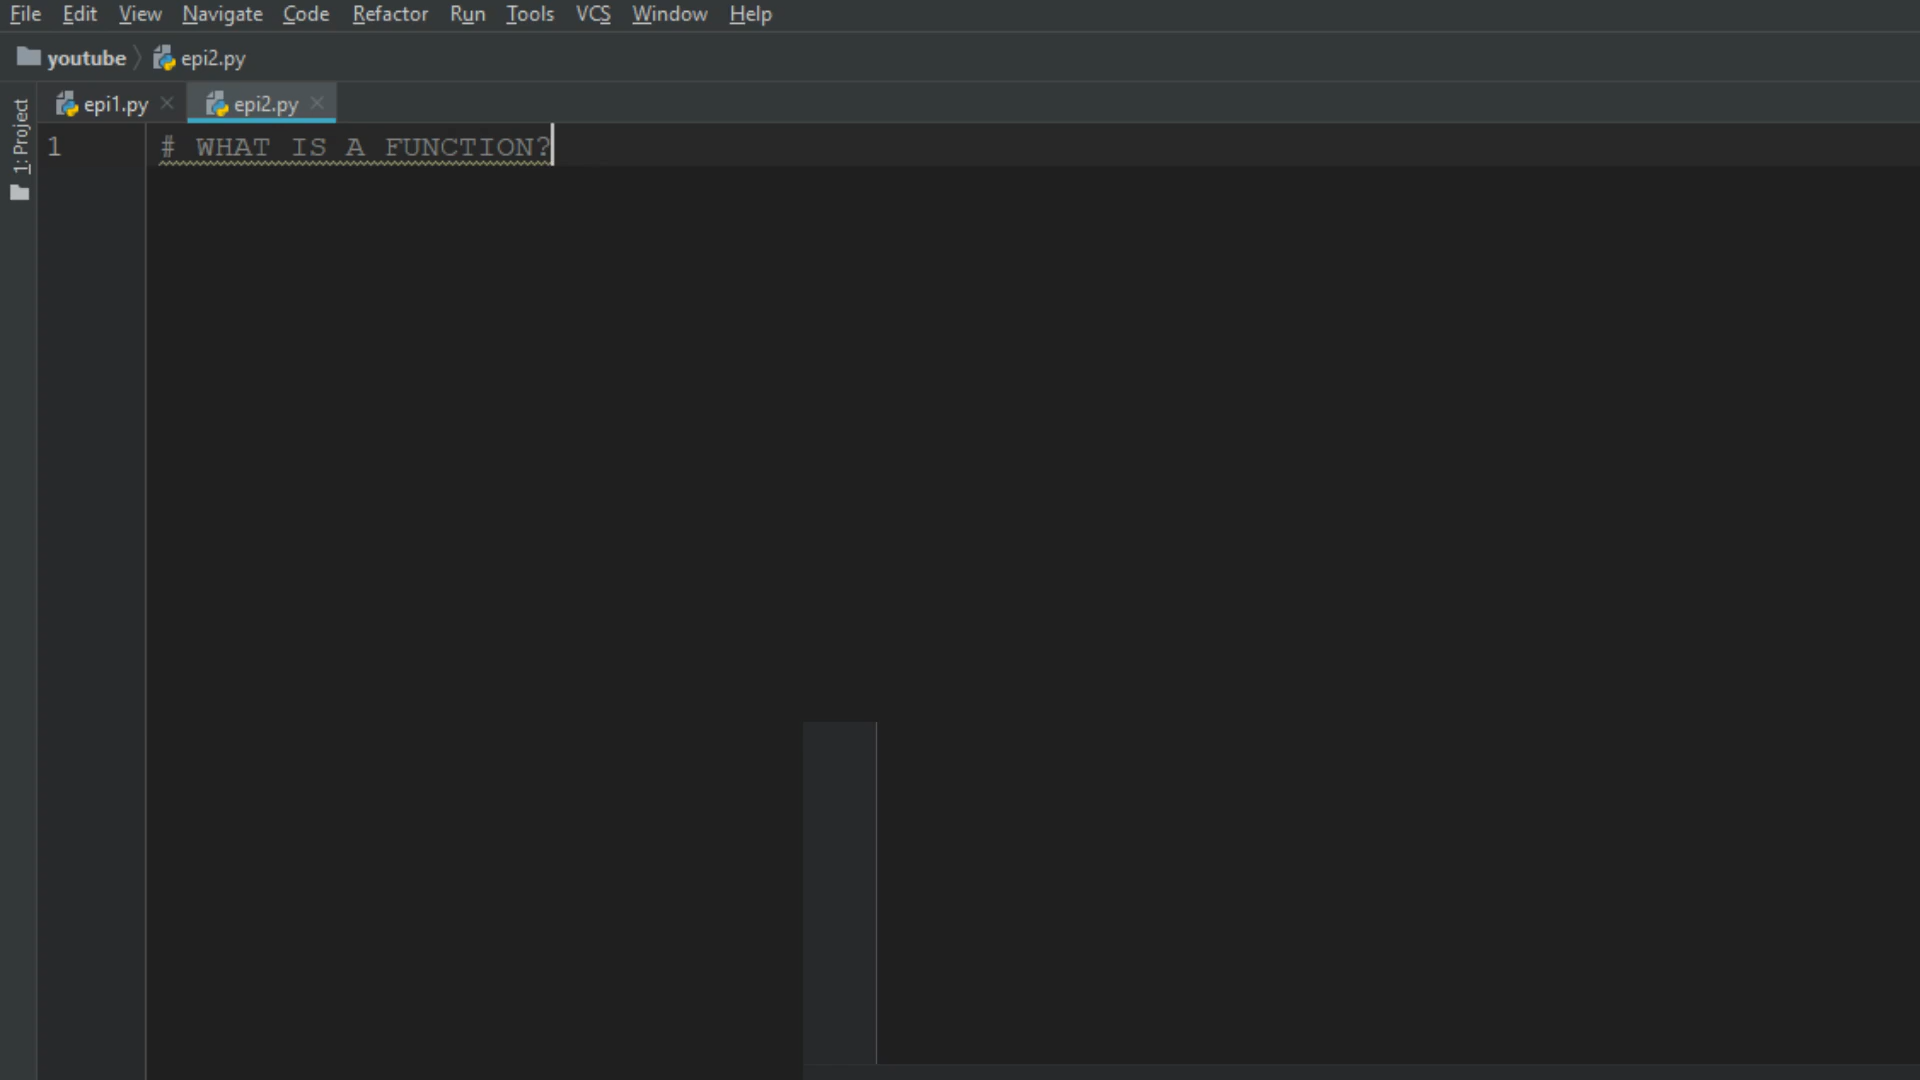 File Edit View Navigate Code Refactor Run Tools VCS Window Help
youtube epi2.py
epi1.py epi2.py
1: Project
1 # WHAT IS A FUNCTION?